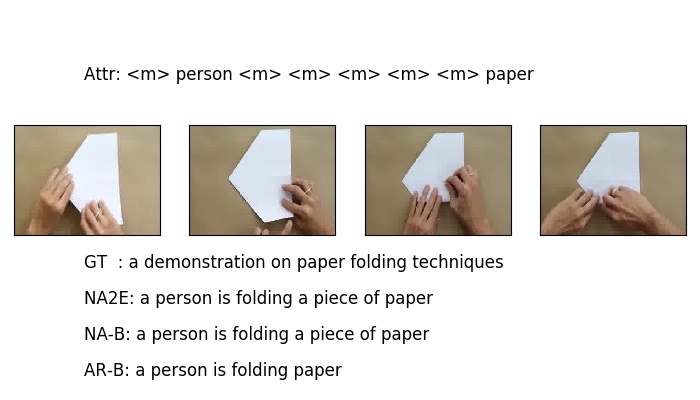 Attr: <m> person <m> <m> <m> <m> <m> paper
GT : a demonstration on paper folding techniques
NA2E: a person is folding a piece of paper
NA-B: a person is folding a piece of paper
AR-B: a person is folding paper